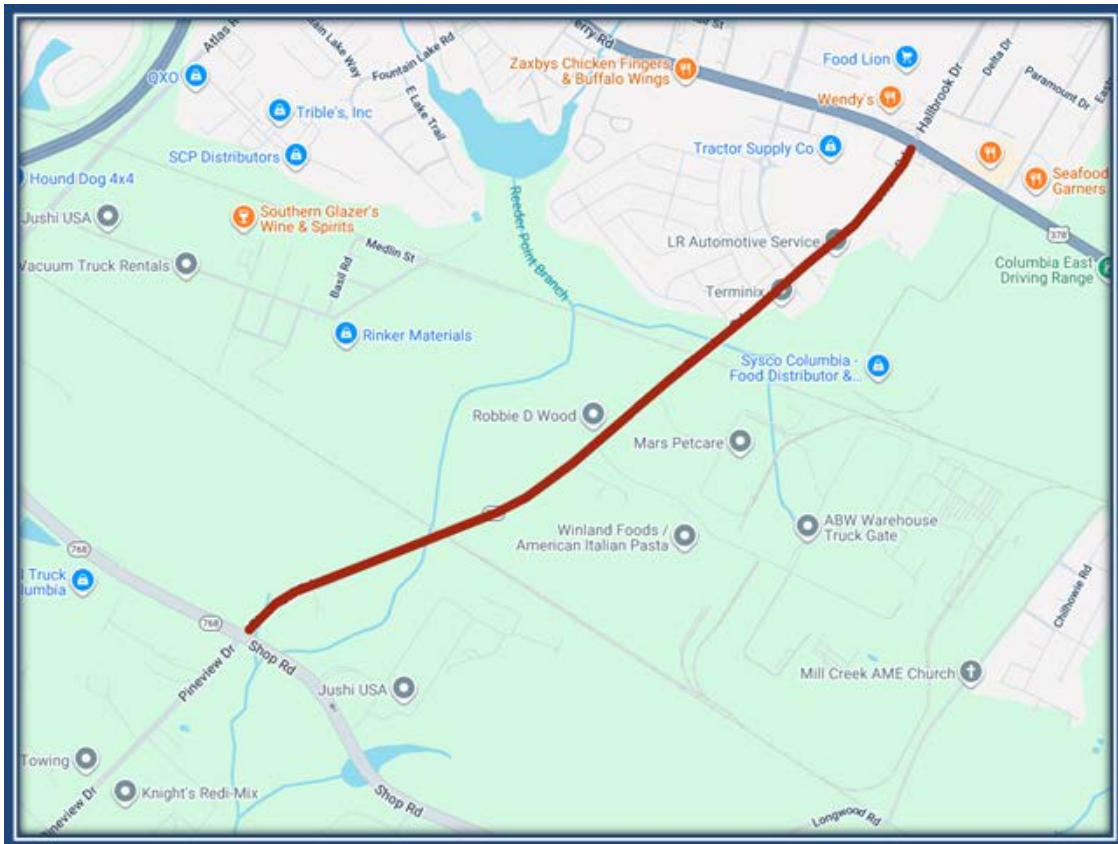 Atlas
Lake Way
Fountain Lake Rd
E Lake Trail
QXO
Trible's, Inc
SCP Distributors
Hound Dog 4x4
Jushi USA
Southern Glazer's
Wine & Spirits
Vacuum Truck Rentals
Medlin St
Basil Rd
Rinker Materials
Reeder Point Branch
Zaxbys Chicken Fingers
& Buffalo Wings
Food Lion
Wendy's
Hallbrook Dr
Delta Dr
Paramount Dr
Tractor Supply Co
Seafood
Garners
378
Columbia East
Driving Range
LR Automotive Service
Terminix
Sysco Columbia -
Food Distributor &...
Robbie D Wood
Mars Petcare
Winland Foods /
American Italian Pasta
ABW Warehouse
Truck Gate
Chilhowie Rd
768
Truck
768
Pineview Dr
Shop Rd
Jushi USA
Mill Creek AME Church
Towing
Knight's Redi-Mix
Pineview Dr
Shop Rd
Longwood Rd